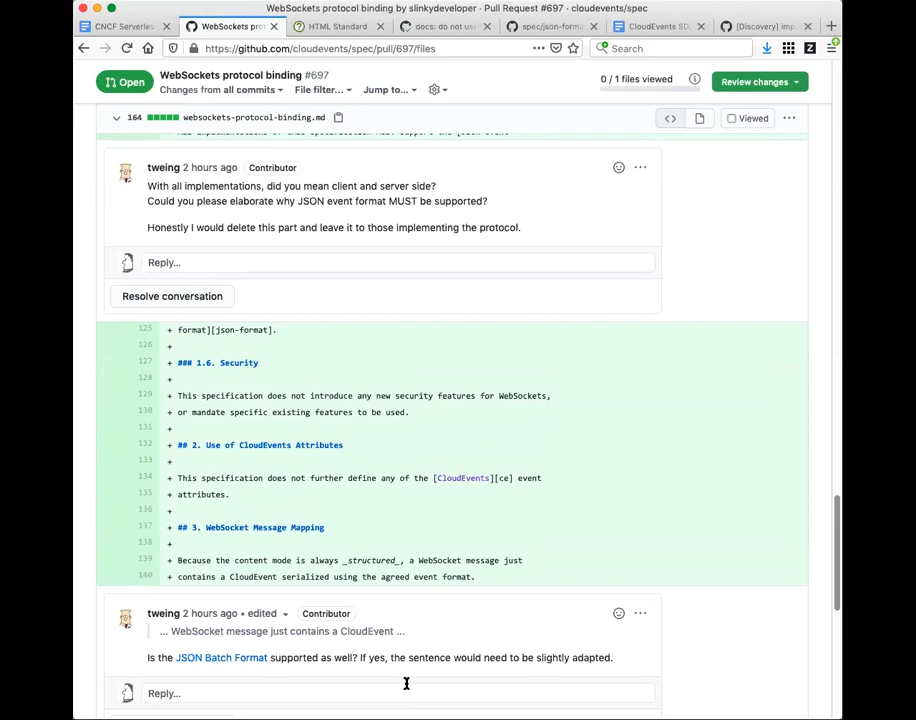 WebSockets protocol binding by slinkydeveloper · Pull Request #697 · cloudevents/spec
CNCF Serverless
WebSockets pro
HTML Standard
docs: do not us
spec/json-form
CloudEvents SD
[Discovery] imp
https://github.com/cloudevents/spec/pull/697/files
Search
Open
WebSockets protocol binding #697
Changes from all commits
File filter...
Jump to...
0 / 1 files viewed
Review changes
164
websockets-protocol-binding.md
Viewed
tweing 2 hours ago
Contributor
With all implementations, did you mean client and server side?
Could you please elaborate why JSON event format MUST be supported?
Honestly I would delete this part and leave it to those implementing the protocol.
Reply...
Resolve conversation
125 + format][json-format].
126 +
127 + ### 1.6. Security
128 +
129 + This specification does not introduce any new security features for WebSockets,
130 + or mandate specific existing features to be used.
131 +
132 + ## 2. Use of CloudEvents Attributes
133 +
134 + This specification does not further define any of the [CloudEvents][ce] event
135 + attributes.
136 +
137 + ## 3. WebSocket Message Mapping
138 +
139 + Because the content mode is always _structured_, a WebSocket message just
140 + contains a CloudEvent serialized using the agreed event format.
tweing 2 hours ago • edited
Contributor
... WebSocket message just contains a CloudEvent ...
Is the JSON Batch Format supported as well? If yes, the sentence would need to be slightly adapted.
Reply...